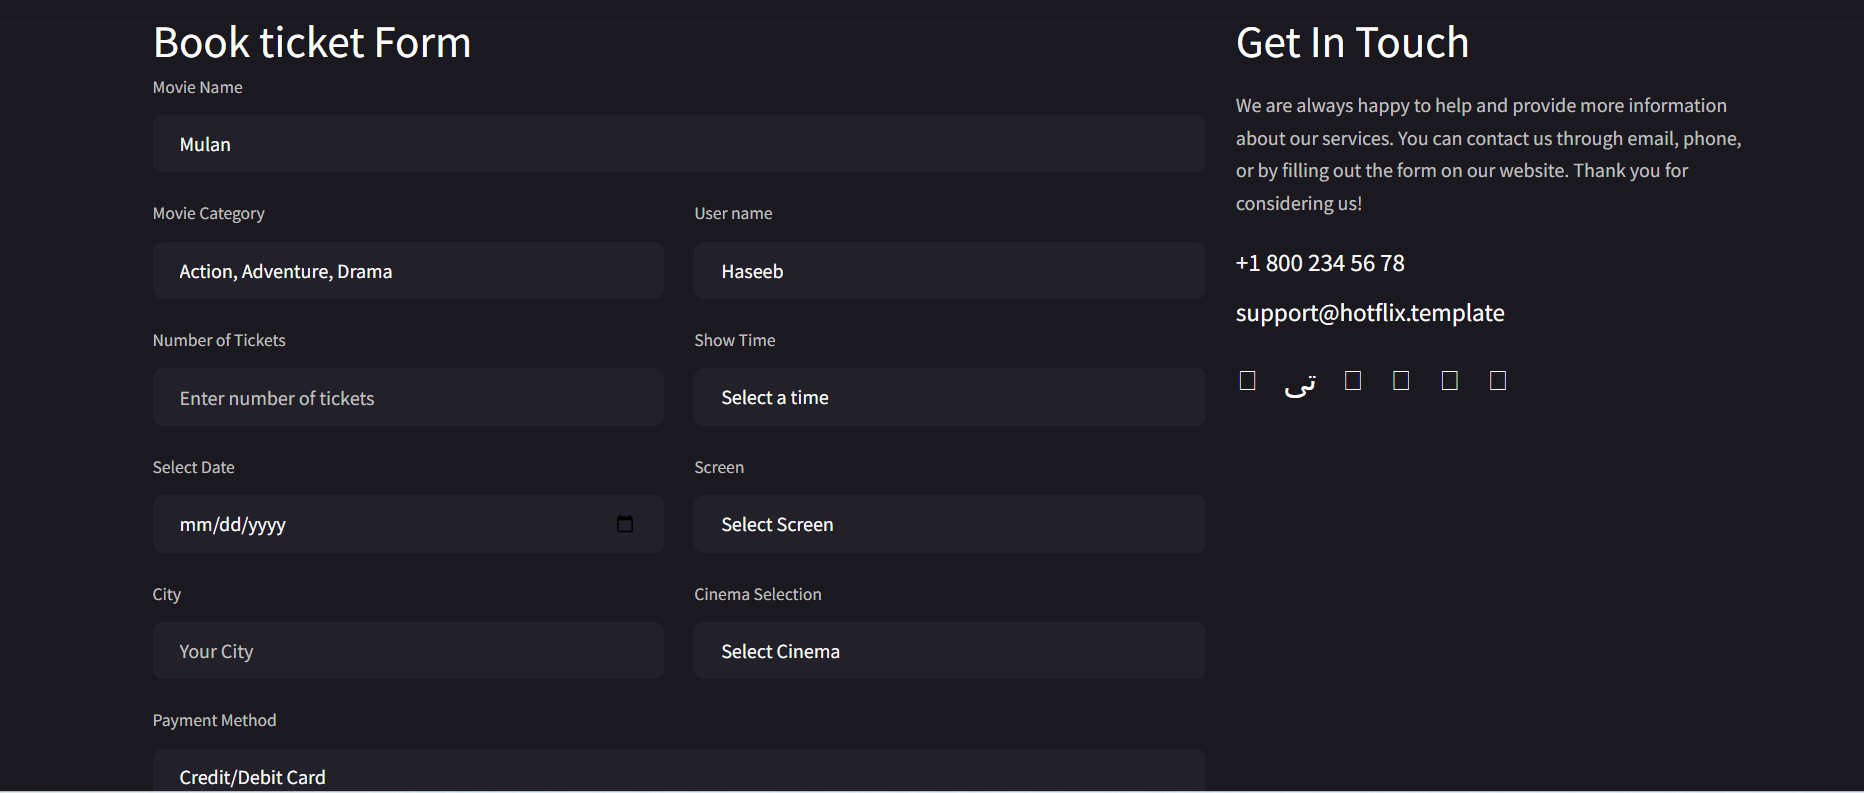 Book ticket Form
Movie Name
Mulan
Movie Category
User name
Action, Adventure, Drama
Haseeb
Number of Tickets
Show Time
Enter number of tickets
Select a time
Select Date
Screen
mm/dd/yyyy
Select Screen
City
Cinema Selection
Your City
Select Cinema
Payment Method
Credit/Debit Card
Get In Touch
We are always happy to help and provide more information
about our services. You can contact us through email, phone,
or by filling out the form on our website. Thank you for
considering us!
+1 800 234 56 78
support@hotflix.template
تی